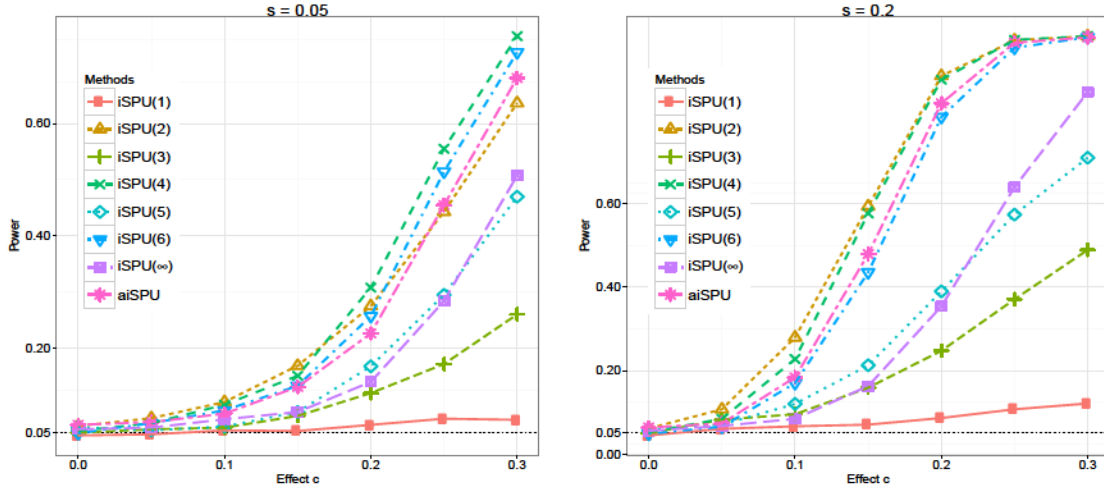 s = 0.05
Power
0.60
0.40
0.20
0.05
Methods
iSPU(1)
iSPU(2)
iSPU(3)
iSPU(4)
iSPU(5)
iSPU(6)
iSPU(∞)
aiSPU
0.0
0.1
0.2
0.3
Effect c
s = 0.2
Power
0.60
0.40
0.20
0.05
0.00
Methods
iSPU(1)
iSPU(2)
iSPU(3)
iSPU(4)
iSPU(5)
iSPU(6)
iSPU(∞)
aiSPU
0.0
0.1
0.2
0.3
Effect c